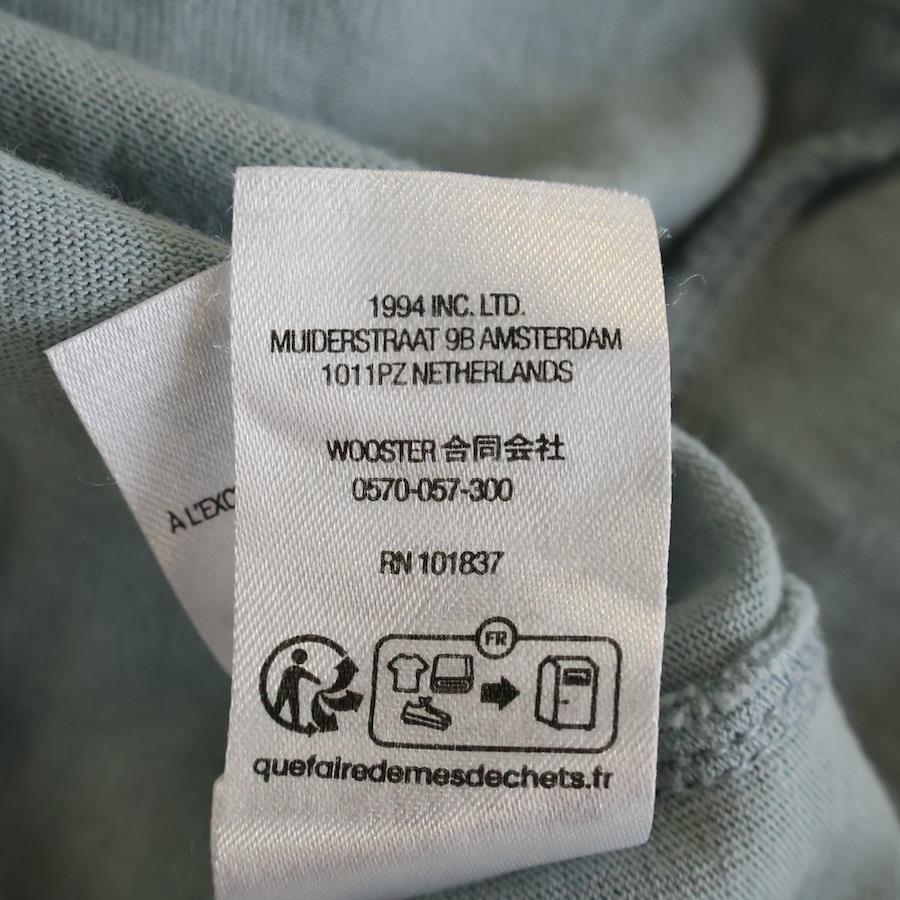 1994 INC. LTD.
MUIDERSTRAAT 9B AMSTERDAM
1011PZ NETHERLANDS
WOOSTER 合同会社
0570-057-300
RN 101837
À L'EXC
FR
quefairedemesdechets.fr